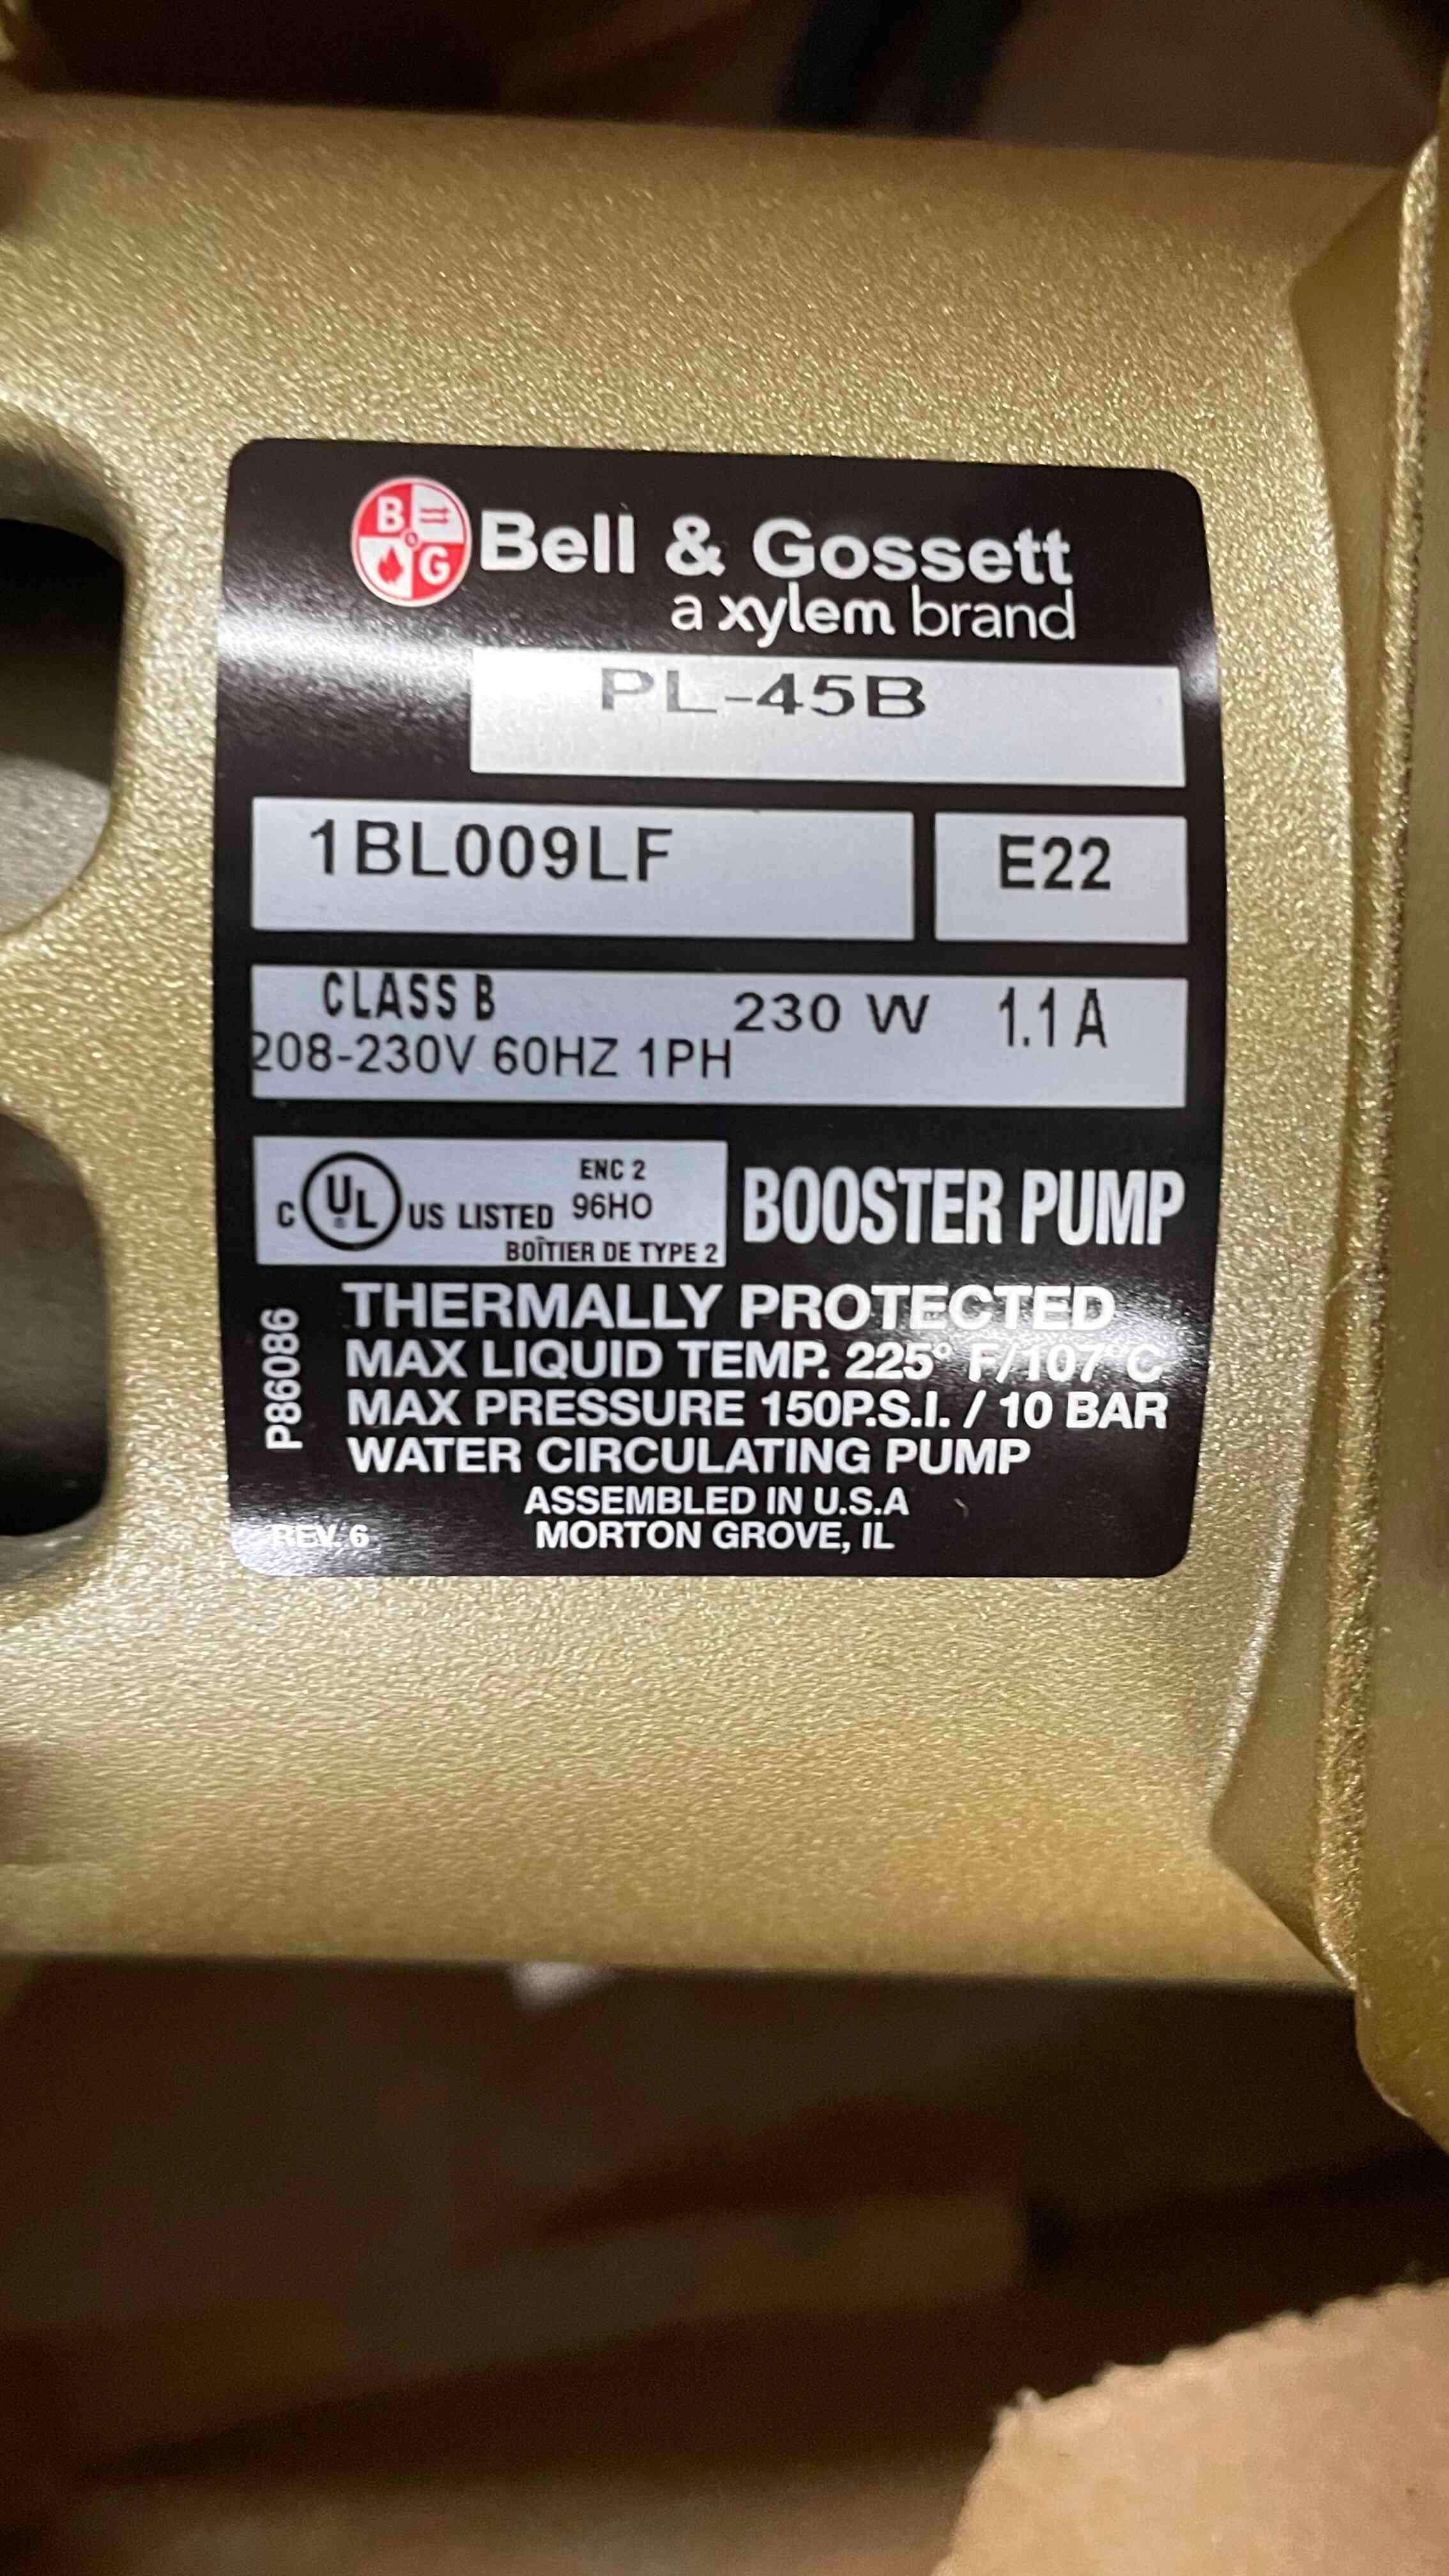 B G Bell & Gossett
a xylem brand
PL-45B
1BL009LF E22
CLASS B 230 W 1.1 A
208-230V 60HZ 1PH
C UL US LISTED ENC 2
96HO
BOÎTIER DE TYPE 2
BOOSTER PUMP
THERMALLY PROTECTED
MAX LIQUID TEMP. 225° F/107°C
MAX PRESSURE 150P.S.I. / 10 BAR
WATER CIRCULATING PUMP
ASSEMBLED IN U.S.A
MORTON GROVE, IL
P86086
REV. 6